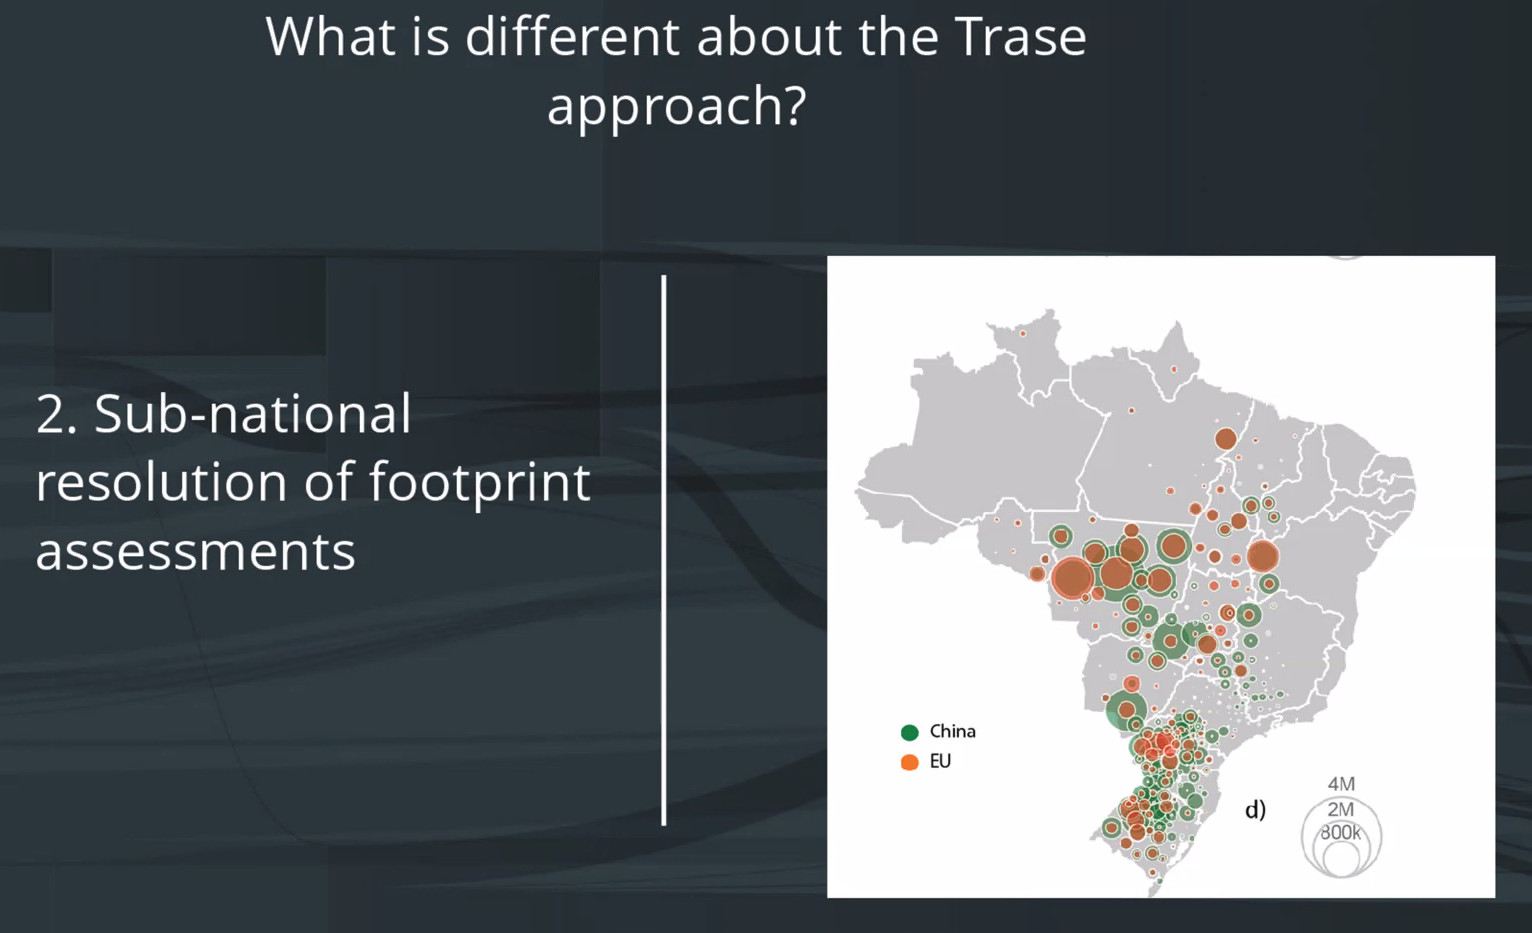 What is different about the Trase
approach?
2. Sub-national
resolution of footprint
assessments
China
EU
d)
4M
2M
800k